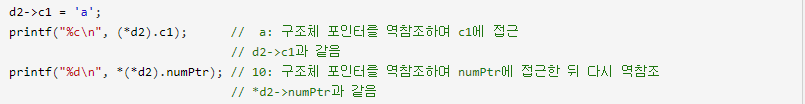 d2->c1 = 'a';
printf("%c\n", (*d2).c1);      //  a: 구조체 포인터를 역참조하여 c1에 접근
                               // d2->c1과 같음
printf("%d\n", *(*d2).numPtr); // 10: 구조체 포인터를 역참조하여 numPtr에 접근한 뒤 다시 역참조
                               // *d2->numPtr과 같음